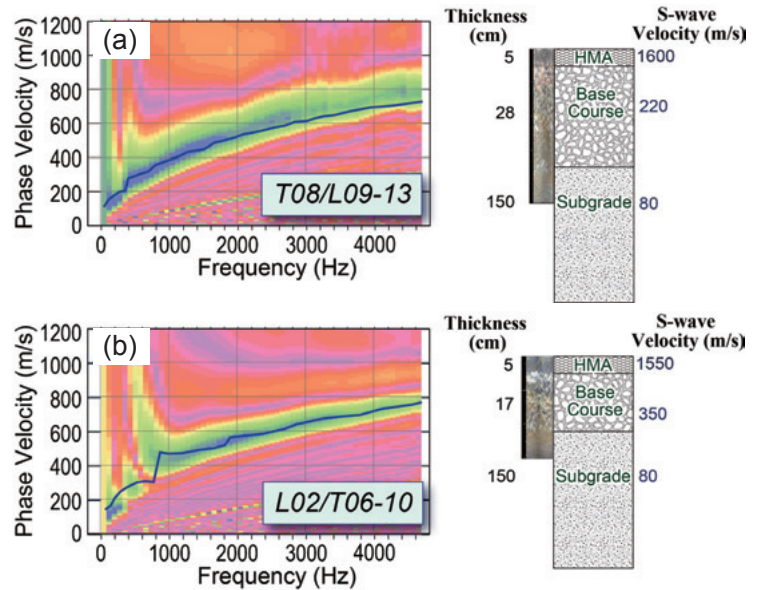 (a)
1200
1000
800
600
400
200
0
Phase Velocity (m/s)
T08/L09-13
0 1000 2000 3000 4000
Frequency (Hz)
Thickness
(cm)
S-wave
Velocity (m/s)
5 HMA 1600
28 Base
Course 220
150 Subgrade 80
(b)
1200
1000
800
600
400
200
0
Phase Velocity (m/s)
L02/T06-10
0 1000 2000 3000 4000
Frequency (Hz)
Thickness
(cm)
S-wave
Velocity (m/s)
5 HMA 1550
17 Base
Course 350
150 Subgrade 80